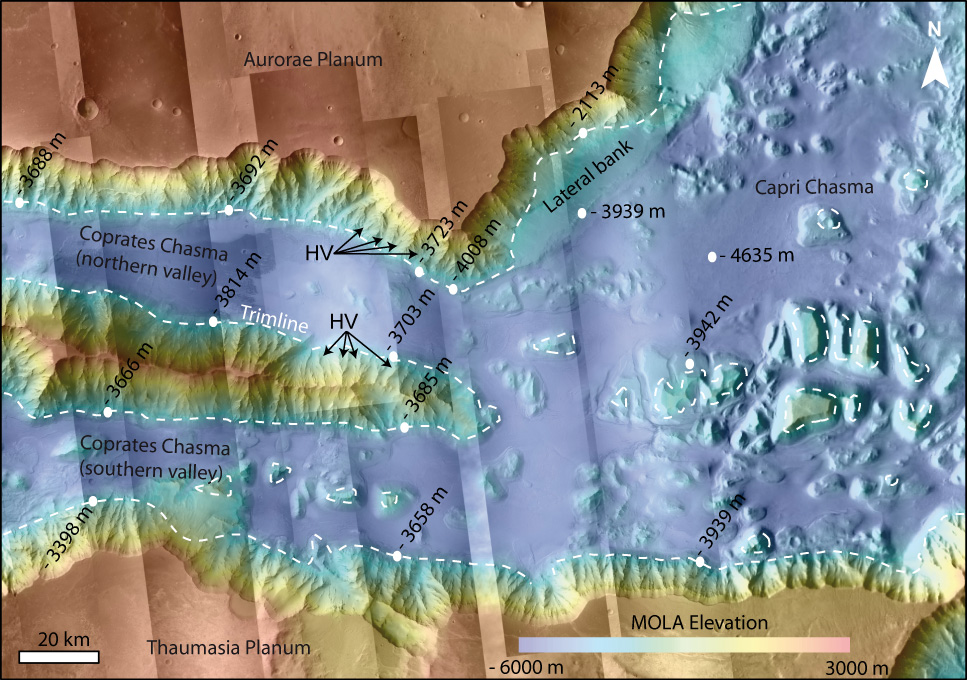 N
Aurorae Planum
- 2113 m
- 3688 m
- 3692 m
Lateral bank
Capri Chasma
- 3939 m
- 3723 m
Coprates Chasma
(northern valley)
HV
- 4008 m
- 4635 m
- 3814 m
Trimline
HV
- 3703 m
- 3942 m
- 3666 m
- 3685 m
Coprates Chasma
(southern valley)
- 3398 m
- 3658 m
- 3939 m
20 km
Thaumasia Planum
MOLA Elevation
- 6000 m
3000 m